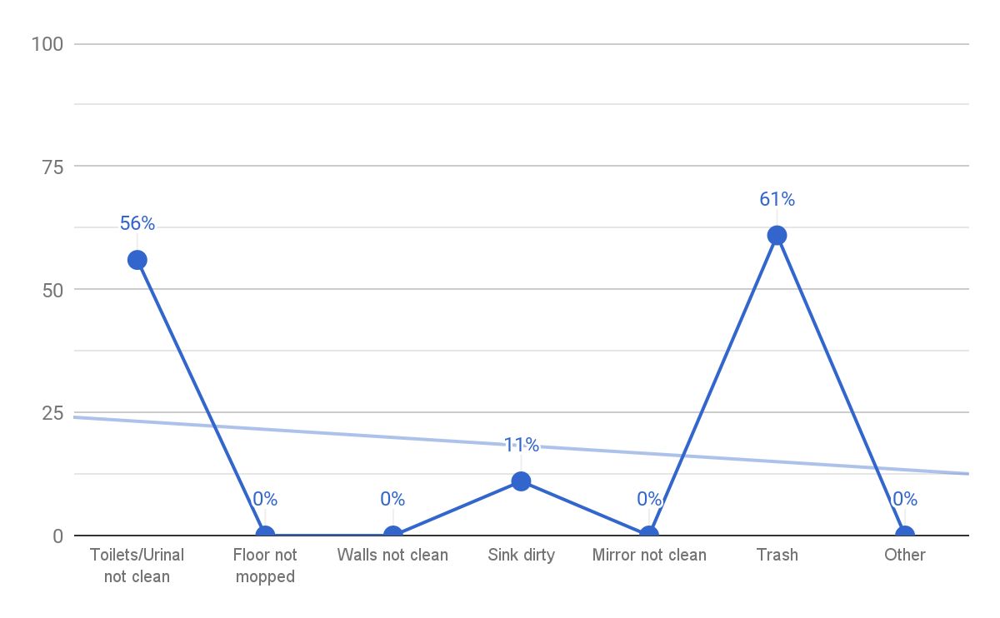 100
75
50
25
0
56%
0%
0%
11%
0%
61%
0%
Toilets/Urinal
not clean
Floor not
mopped
Walls not clean
Sink dirty
Mirror not clean
Trash
Other